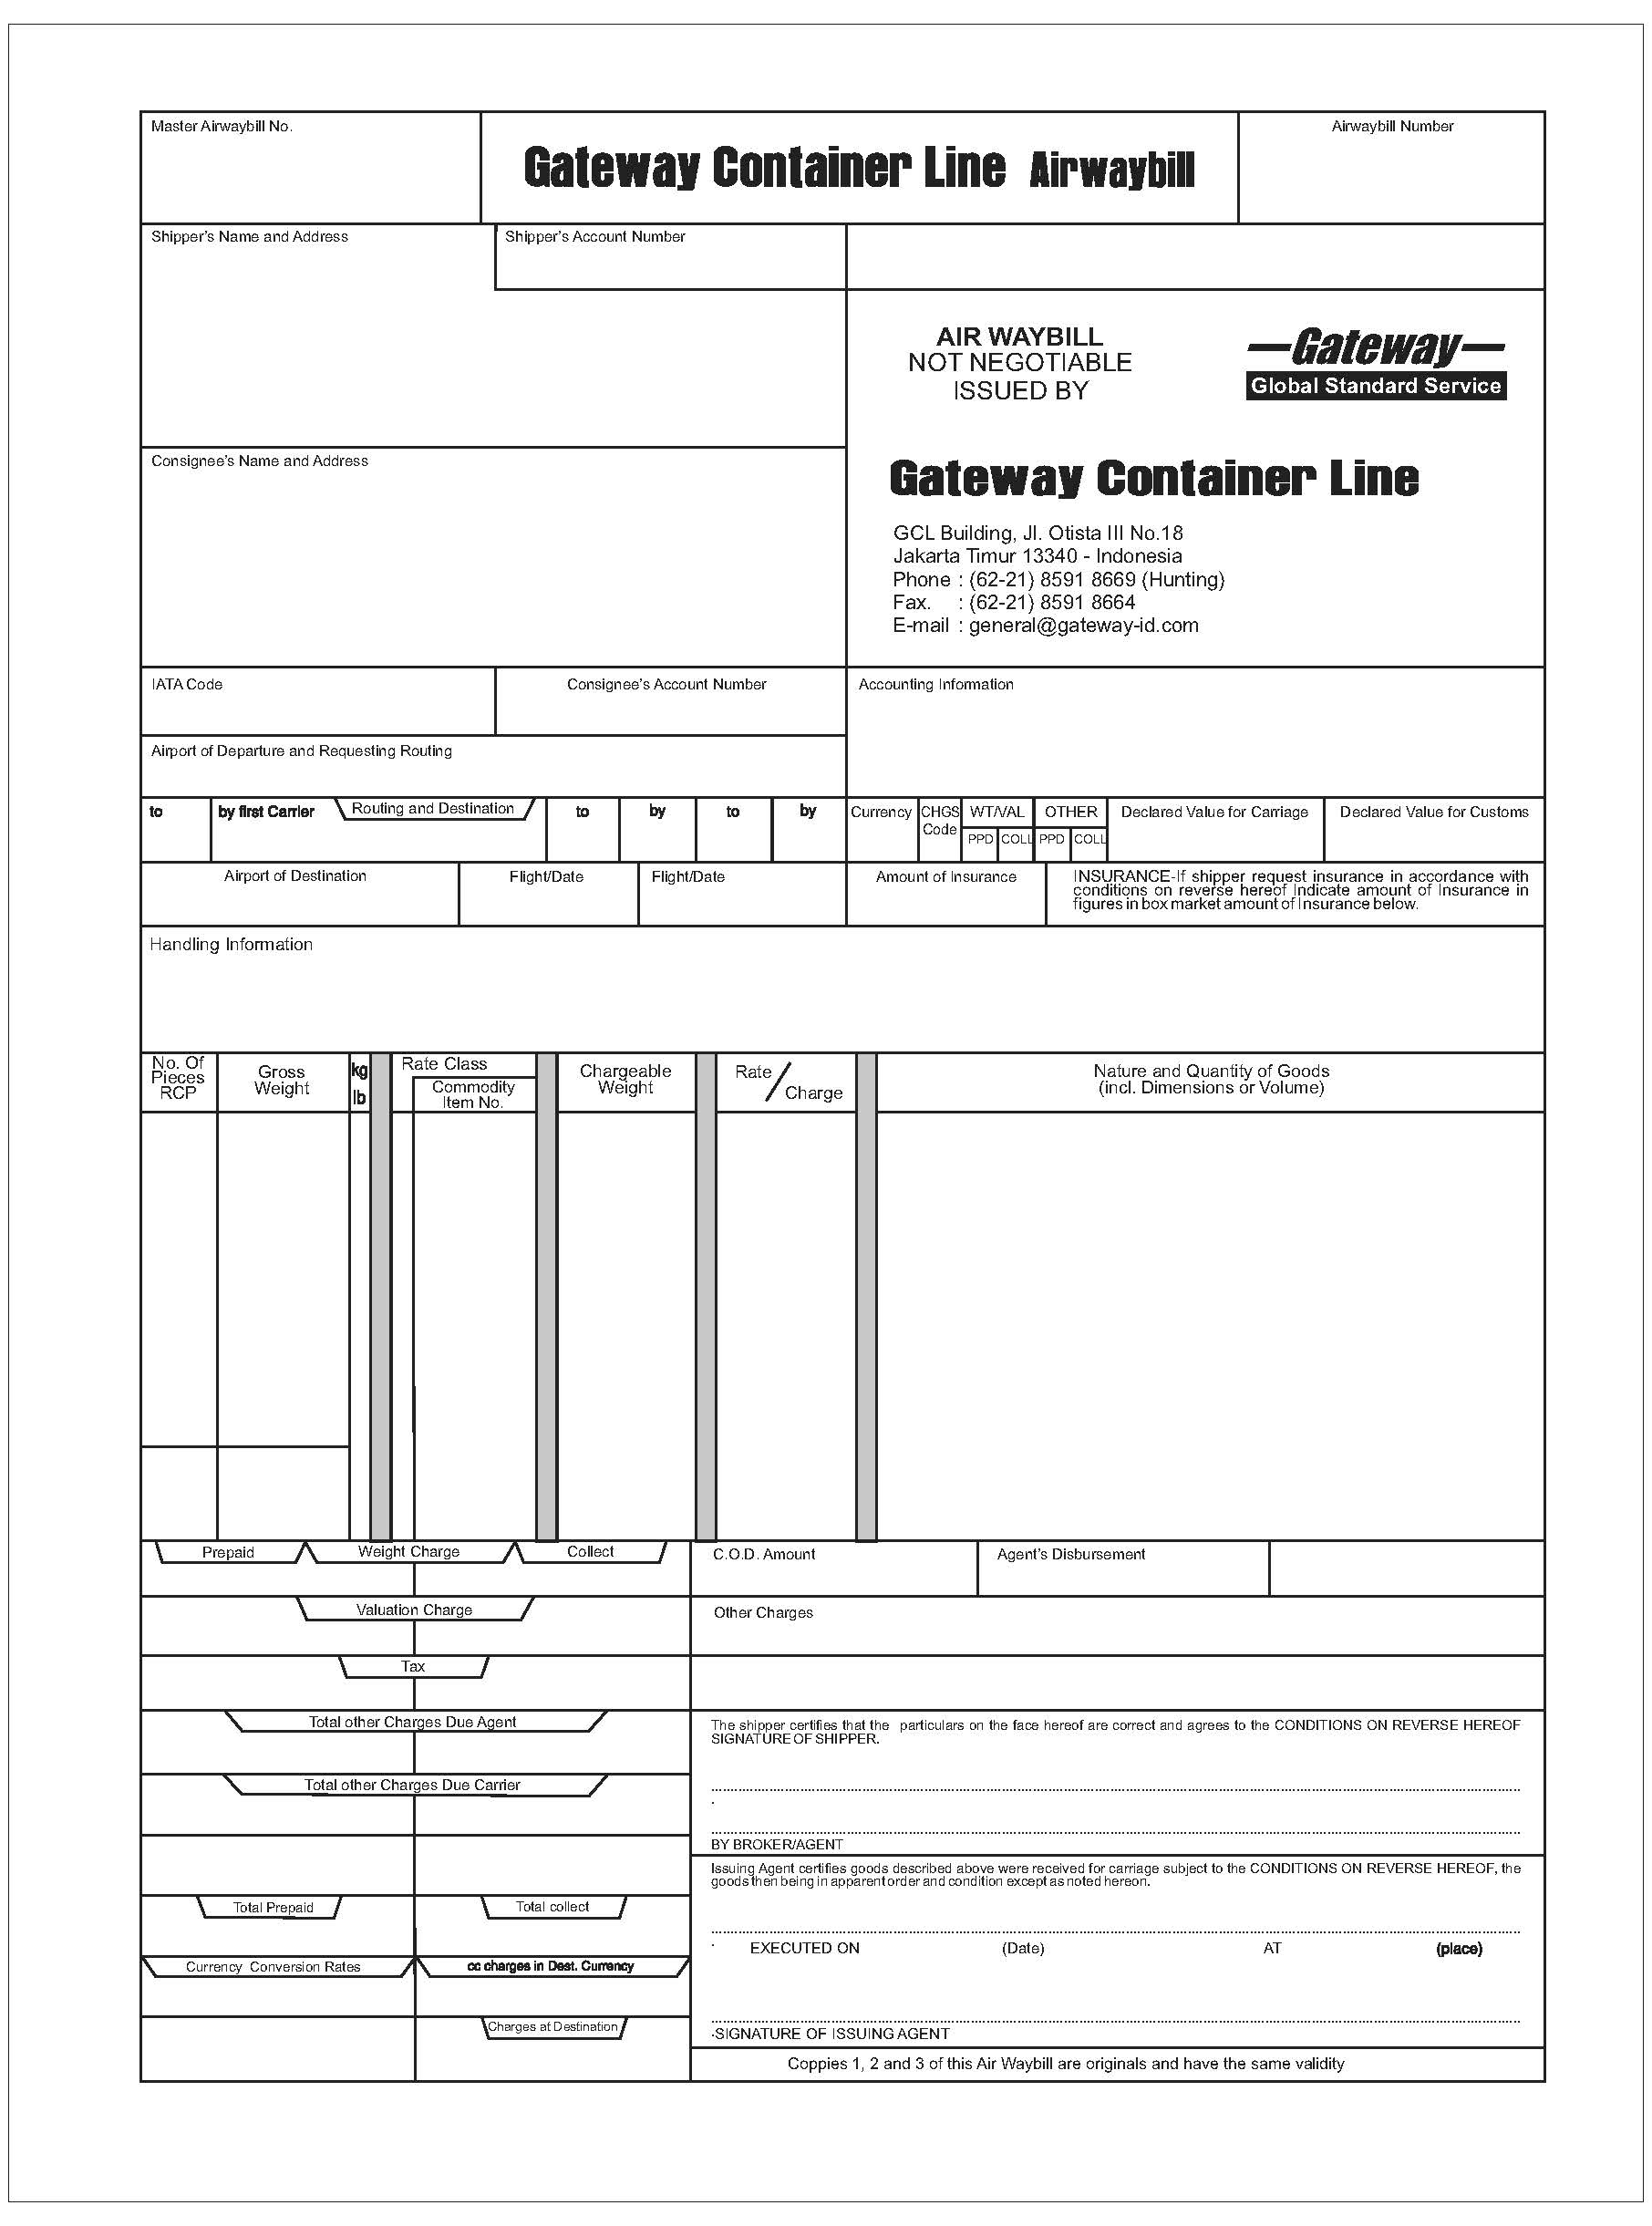 Master Airwaybill No.
Gateway Container Line Airwaybill
Airwaybill Number
Shipper's Name and Address
Shipper's Account Number
AIR WAYBILL
NOT NEGOTIABLE
ISSUED BY
Gateway
Global Standard Service
Consignee's Name and Address
Gateway Container Line
GCL Building, Jl. Otista III No.18
Jakarta Timur 13340 - Indonesia
Phone : (62-21) 8591 8669 (Hunting)
Fax. : (62-21) 8591 8664
E-mail : general@gateway-id.com
IATA Code
Consignee's Account Number
Accounting Information
Airport of Departure and Requesting Routing
to
by first Carrier
Routing and Destination
to
by
to
by
Currency
CHGS
Code
WT/VAL
PPD COLL
OTHER
PPD COLL
Declared Value for Carriage
Declared Value for Customs
Airport of Destination
Flight/Date
Flight/Date
Amount of Insurance
INSURANCE-If shipper request insurance in accordance with
conditions on reverse hereof Indicate amount of Insurance in
figures in box market amount of Insurance below.
Handling Information
No. Of
Pieces
RCP
Gross
Weight
kg
lb
Rate Class
Commodity
Item No.
Chargeable
Weight
Rate / Charge
Nature and Quantity of Goods
(incl. Dimensions or Volume)
Prepaid
Weight Charge
Collect
C.O.D. Amount
Agent's Disbursement
Valuation Charge
Other Charges
Tax
Total other Charges Due Agent
The shipper certifies that the particulars on the face hereof are correct and agrees to the CONDITIONS ON REVERSE HEREOF
SIGNATURE OF SHIPPER.
Total other Charges Due Carrier
BY BROKER/AGENT
Issuing Agent certifies goods described above were received for carriage subject to the CONDITIONS ON REVERSE HEREOF, the
goods then being in apparent order and condition except as noted hereon.
Total Prepaid
Total collect
EXECUTED ON (Date) AT (place)
Currency Conversion Rates
cc charges in Dest. Currency
Charges at Destination
SIGNATURE OF ISSUING AGENT
Coppies 1, 2 and 3 of this Air Waybill are originals and have the same validity